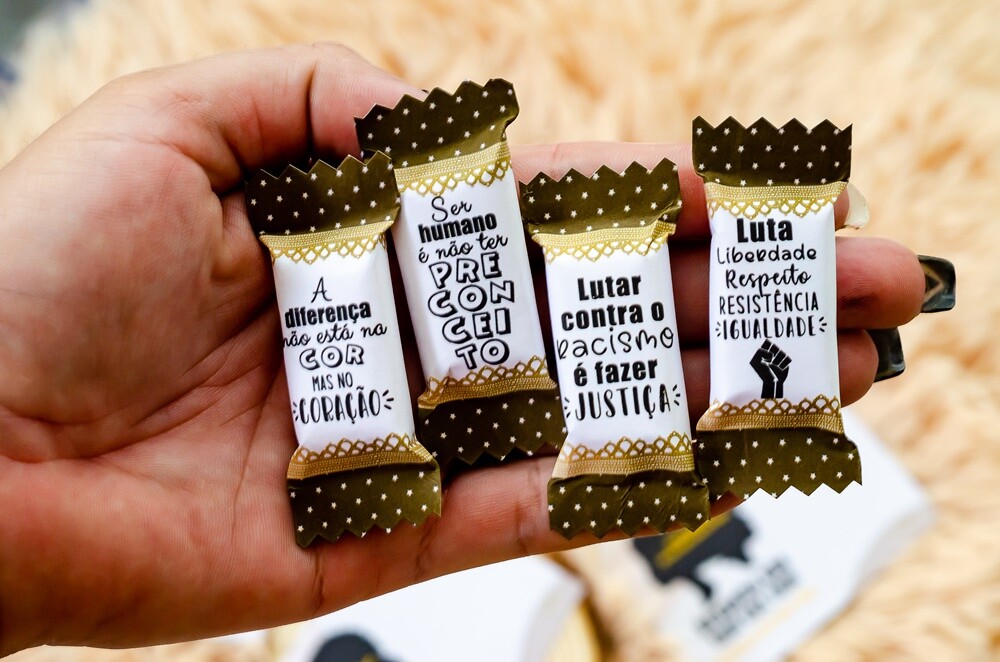 A
diferença
não está na
COR
MAS NO
CORAÇÃO
Ser
humano
é não ter
PRE
CON
CEI
TO
Lutar
contra o
racismo
é fazer
JUSTIÇA
Luta
Liberdade
Respeito
RESISTÊNCIA
IGUALDADE